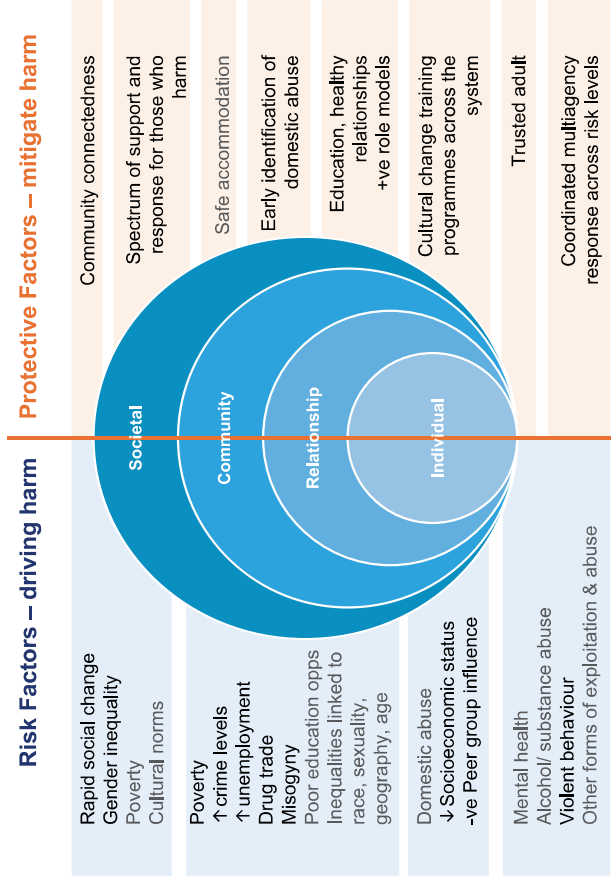 Risk Factors – driving harm
Protective Factors – mitigate harm
Rapid social change
Gender inequality
Poverty
Cultural norms
Poverty
↑ crime levels
↑ unemployment
Drug trade
Misogyny
Poor education opps
Inequalities linked to
race, sexuality,
geography, age
Domestic abuse
↓ Socioeconomic status
-ve Peer group influence
Mental health
Alcohol/ substance abuse
Violent behaviour
Other forms of exploitation & abuse
Societal
Community
Relationship
Individual
Community connectedness
Spectrum of support and
response for those who
harm
Safe accommodation
Early identification of
domestic abuse
Education, healthy
relationships
+ve role models
Cultural change training
programmes across the
system
Trusted adult
Coordinated multiagency
response across risk levels